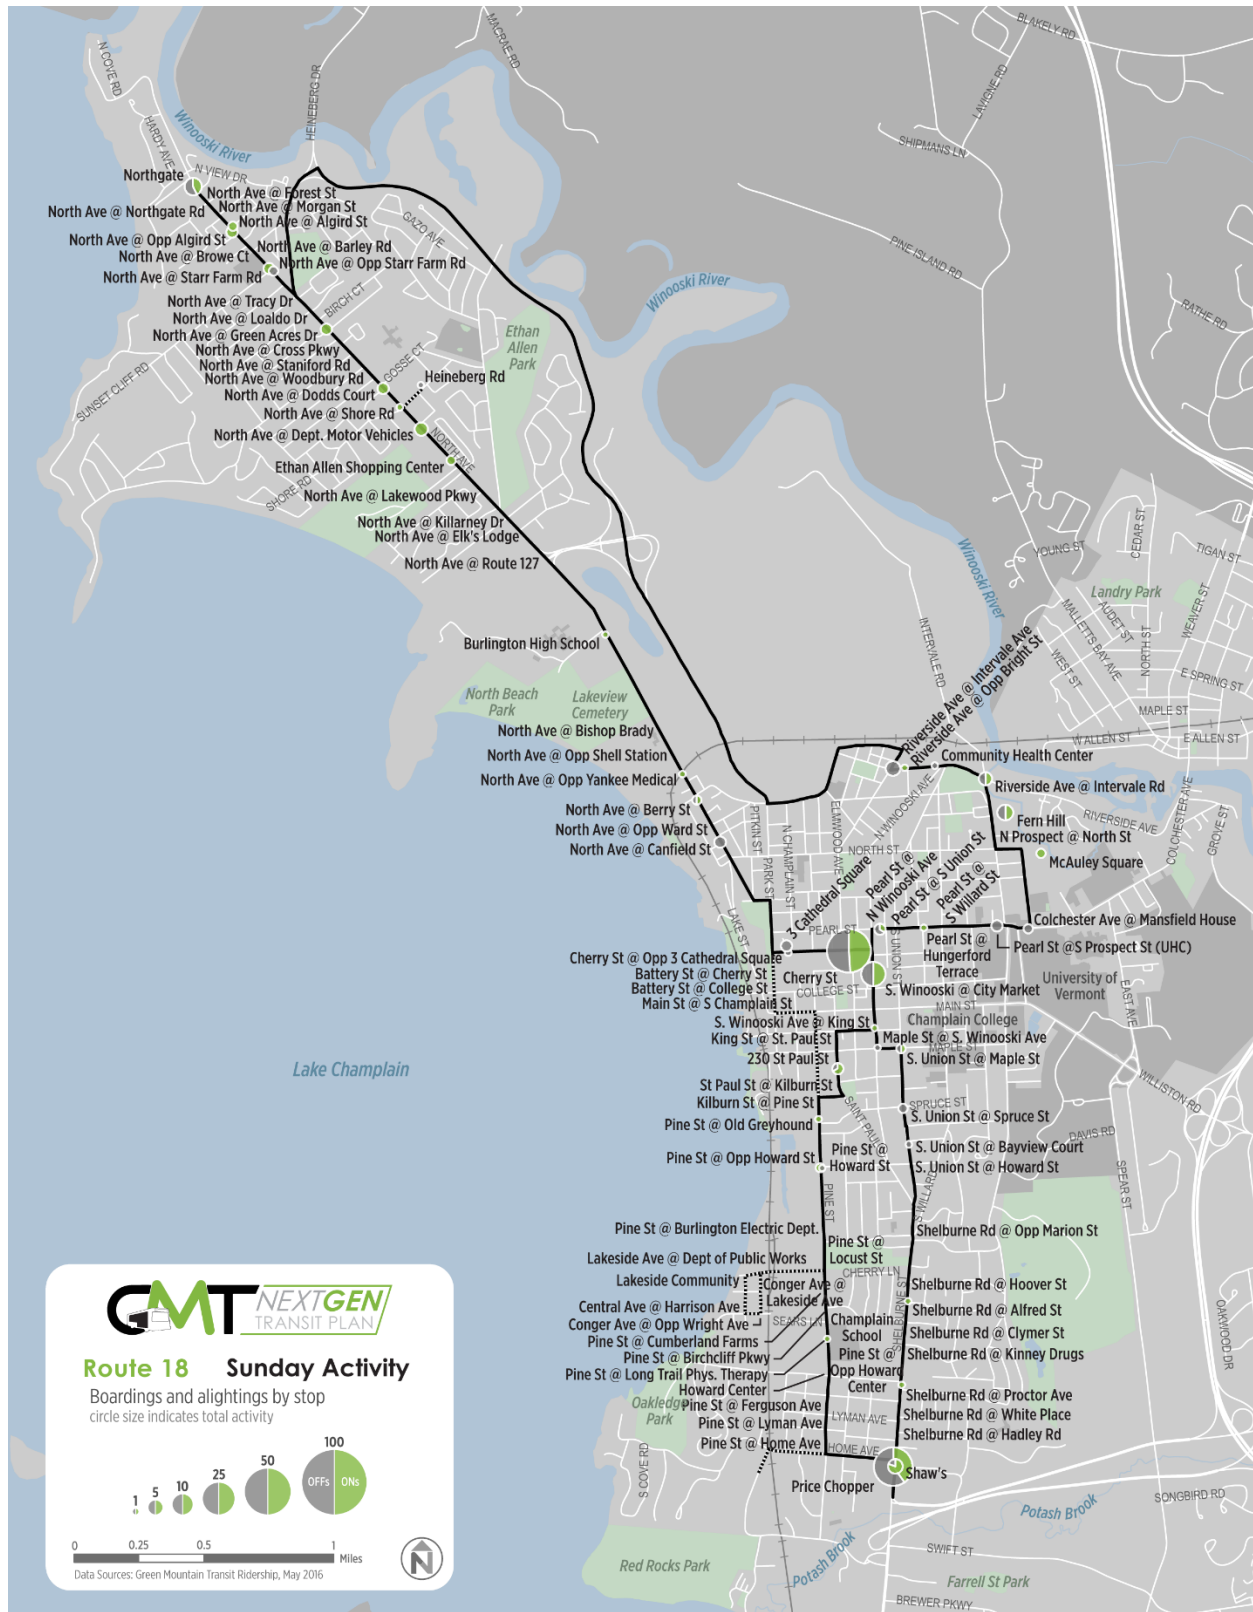 BLAKELY RD
MACRAE RD
N COVE RD
HEINEBERG DR
LAVIGNE RD
HARDY AVE
Winooski River
SHIPMANS LN
Northgate
N VIEW DR
North Ave @ Forest St
North Ave @ Morgan St
North Ave @ Northgate Rd
North Ave @ Algird St
GAZO AVE
North Ave @ Opp Algird St
North Ave @ Barley Rd
North Ave @ Browe Ct
North Ave @ Opp Starr Farm Rd
North Ave @ Starr Farm Rd
PINE ISLAND RD
Winooski River
North Ave @ Tracy Dr
BIRCH CT
North Ave @ Loaldo Dr
North Ave @ Green Acres Dr
RATHE RD
North Ave @ Cross Pkwy
Ethan
Allen
Park
North Ave @ Staniford Rd
GOSSE CT
North Ave @ Woodbury Rd
Heineberg Rd
SUNSET CLIFF RD
North Ave @ Dodds Court
North Ave @ Shore Rd
North Ave @ Dept. Motor Vehicles
NORTH AVE
Ethan Allen Shopping Center
SHORE RD
North Ave @ Lakewood Pkwy
North Ave @ Killarney Dr
North Ave @ Elk's Lodge
North Ave @ Route 127
Winooski River
YOUNG ST
CEDAR ST
TIGAN ST
Landry Park
MALLETTS BAY AVE
AUDET ST
WEAVER ST
NORTH ST
WEST ST
E SPRING ST
MAPLE ST
W ALLEN ST
E ALLEN ST
INTERVALE RD
Burlington High School
North Beach
Park
Lakeview
Cemetery
Riverside Ave @ Intervale Ave
Riverside Ave @ Opp Bright St
North Ave @ Bishop Brady
North Ave @ Opp Shell Station
Community Health Center
North Ave @ Opp Yankee Medical
Riverside Ave @ Intervale Rd
North Ave @ Berry St
PITKIN ST
N CHAMPLAIN ST
ELMWOOD AVE
N WINOOSKI AVE
Fern Hill
RIVERSIDE AVE
COLCHESTER AVE
GROVE ST
North Ave @ Opp Ward St
N Prospect @ North St
North Ave @ Canfield St
NORTH ST
McAuley Square
PARK ST
3 Cathedral Square
Pearl St @
N Winooski Ave
Pearl St @ S Union St
Pearl St @
S Willard St
LAKE ST
PEARL ST
S UNION ST
Colchester Ave @ Mansfield House
Pearl St @
Hungerford
Terrace
Pearl St @S Prospect St (UHC)
Cherry St @ Opp 3 Cathedral Square
Battery St @ Cherry St
Cherry St
Battery St @ College St
COLLEGE ST
S. Winooski @ City Market
University of
Vermont
EAST AVE
Main St @ S Champlain St
MAIN ST
S. Winooski Ave @ King St
Champlain College
King St @ St. Paul St
Maple St @ S. Winooski Ave
MAPLE ST
230 St Paul St
S. Union St @ Maple St
Lake Champlain
WILLISTON RD
St Paul St @ Kilburn St
Kilburn St @ Pine St
SAINT PAUL
SPRUCE ST
S. Union St @ Spruce St
Pine St @ Old Greyhound
DAVIS RD
Pine St @ Opp Howard St
Pine St @
Howard St
S. Union St @ Bayview Court
S. Union St @ Howard St
SPEAR ST
PINE ST
S WILLARD
Pine St @ Burlington Electric Dept.
Shelburne Rd @ Opp Marion St
Pine St @
Locust St
Lakeside Ave @ Dept of Public Works
CHERRY LN
Lakeside Community
Conger Ave @
Lakeside Ave
Shelburne Rd @ Hoover St
Central Ave @ Harrison Ave
SHELBURNE ST
Shelburne Rd @ Alfred St
Conger Ave @ Opp Wright Ave
SEARS LN
Champlain
School
Shelburne Rd @ Clymer St
Pine St @ Cumberland Farms
Pine St @ Birchcliff Pkwy
Pine St @
Opp Howard
Center
Shelburne Rd @ Kinney Drugs
OAKWOOD DR
Pine St @ Long Trail Phys. Therapy
Howard Center
Shelburne Rd @ Proctor Ave
Oakledge
Park
Pine St @ Ferguson Ave
Shelburne Rd @ White Place
Pine St @ Lyman Ave
LYMAN AVE
Shelburne Rd @ Hadley Rd
Pine St @ Home Ave
HOME AVE
S COVE RD
Price Chopper
Shaw's
SONGBIRD RD
Potash Brook
Potash Brook
SWIFT ST
Red Rocks Park
Farrell St Park
BREWER PKWY
GMT NEXTGEN
TRANSIT PLAN
Route 18 Sunday Activity
Boardings and alightings by stop
circle size indicates total activity
1 5 10 25 50 100
OFFs ONs
0 0.25 0.5 1
Miles
N
Data Sources: Green Mountain Transit Ridership, May 2016